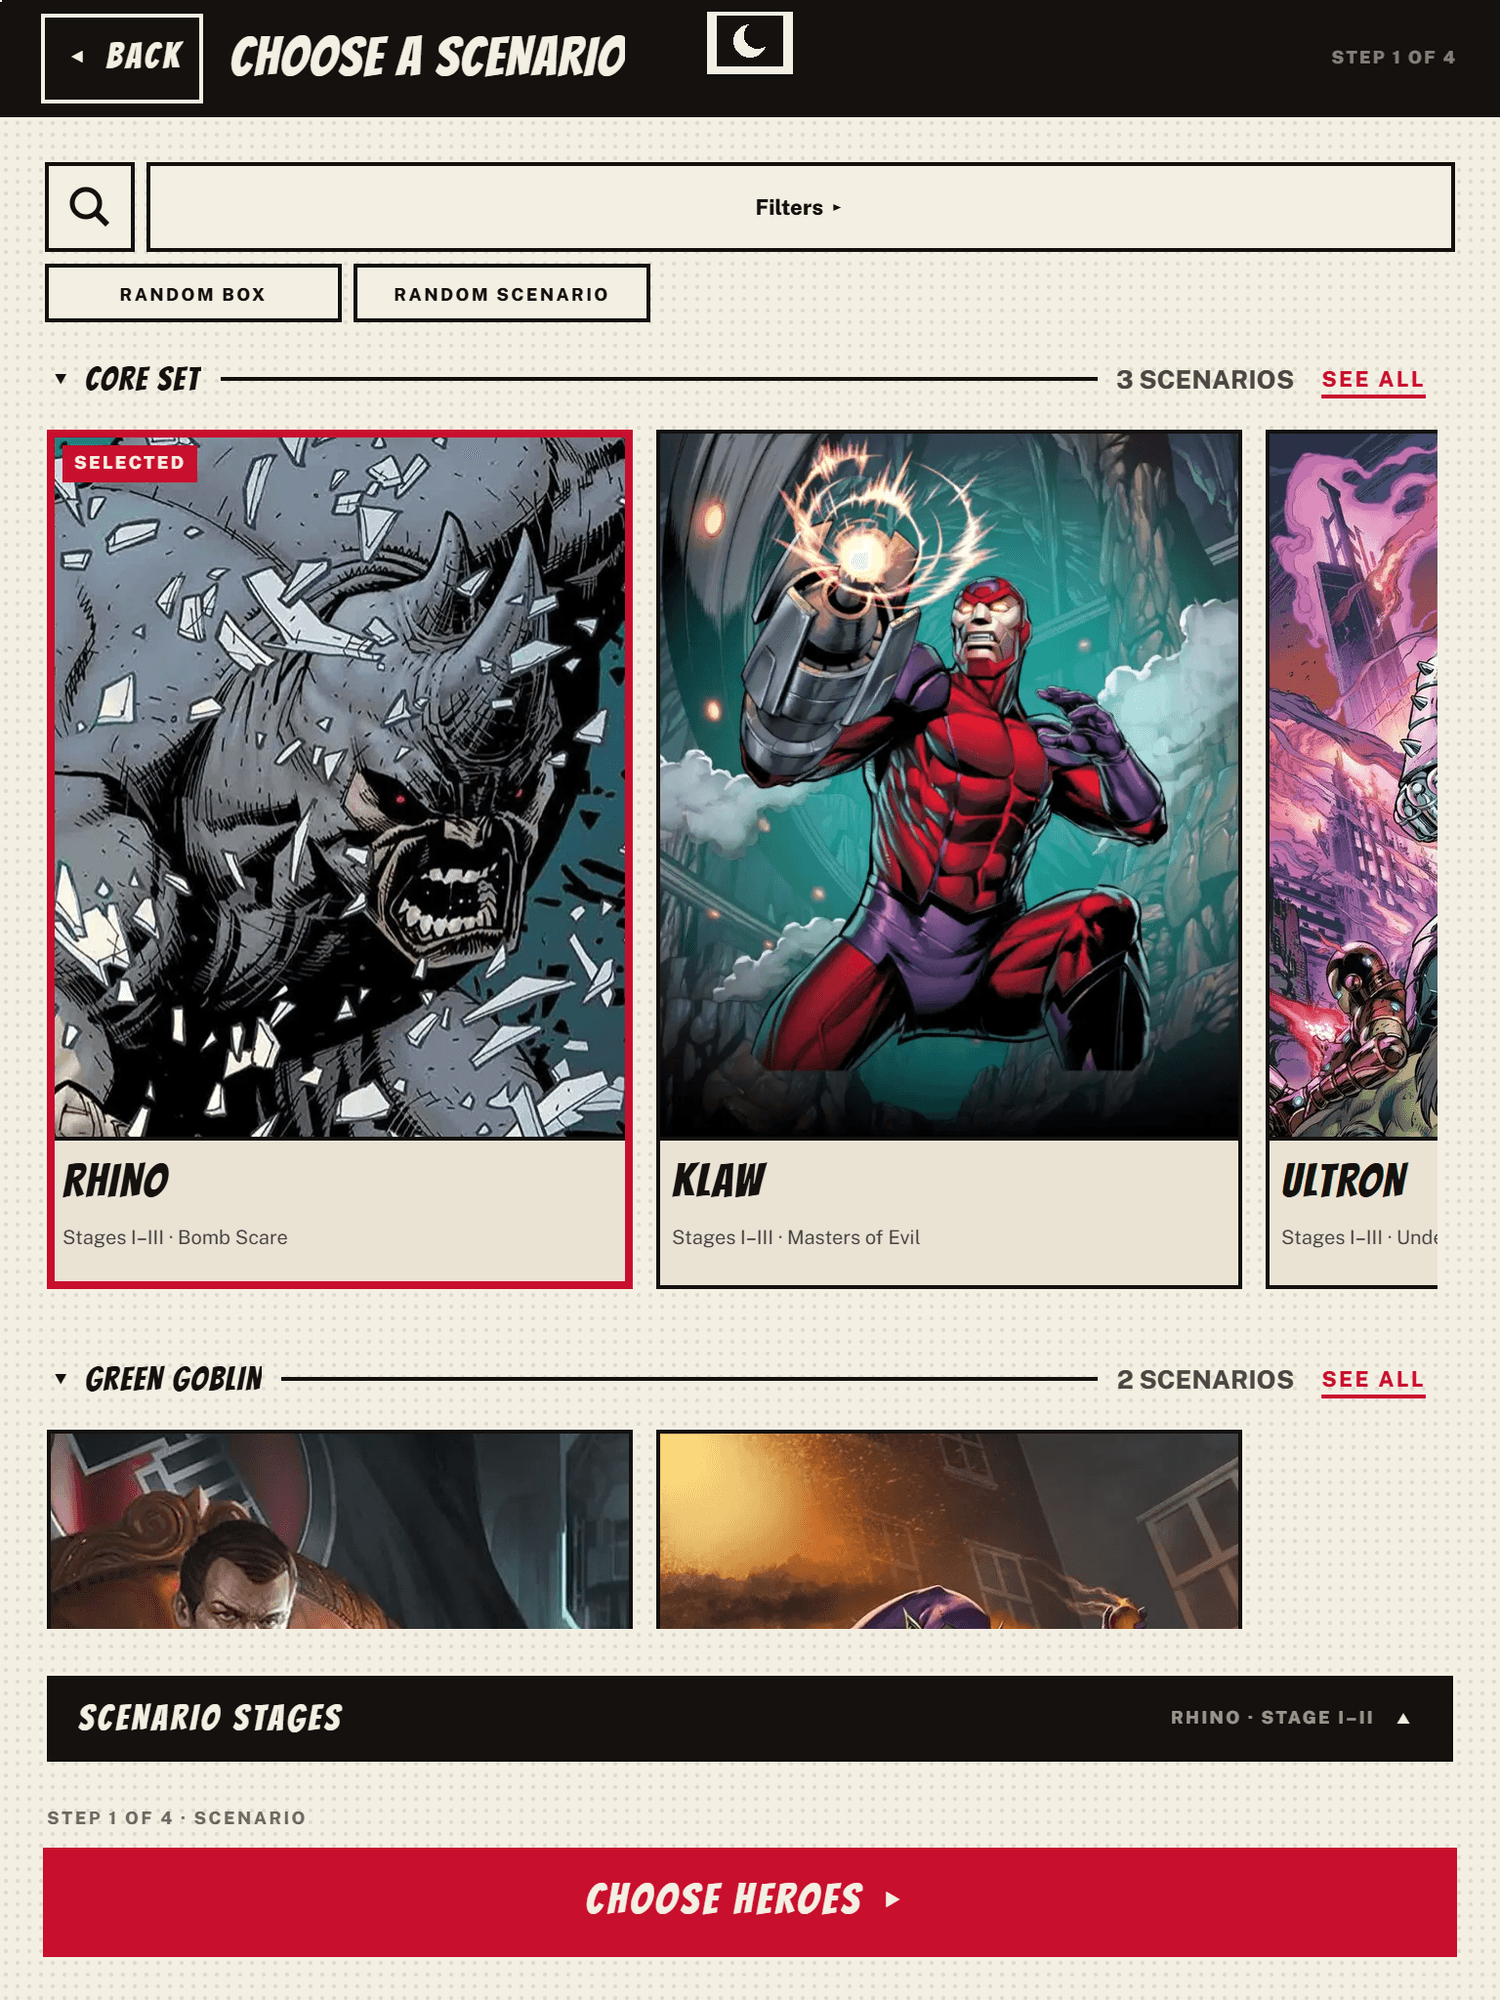 ◂ BACK
CHOOSE A SCENARIO
STEP 1 OF 4
Filters ▸
RANDOM BOX
RANDOM SCENARIO
▾ CORE SET
3 SCENARIOS
SEE ALL
SELECTED
RHINO
Stages I–III · Bomb Scare
KLAW
Stages I–III · Masters of Evil
ULTRON
Stages I–III · Unde
▾ GREEN GOBLIN
2 SCENARIOS
SEE ALL
SCENARIO STAGES
RHINO · STAGE I–II ▲
STEP 1 OF 4 · SCENARIO
CHOOSE HEROES ▸